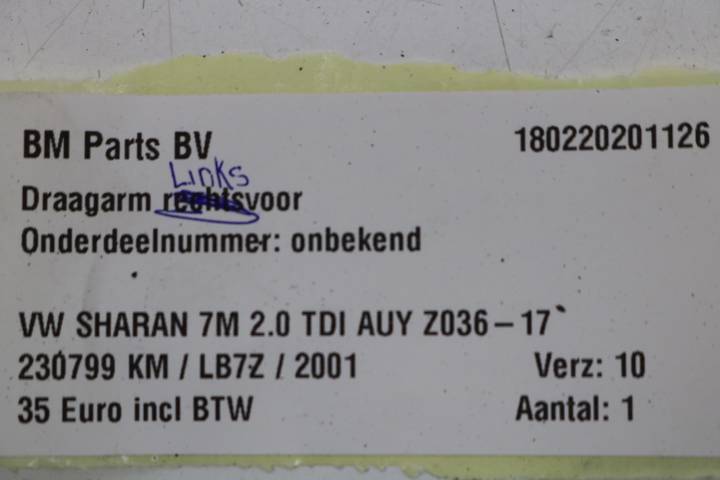 BM Parts BV 180220201126
Links
Draagarm rechtsvoor
Onderdeelnummer: onbekend
VW SHARAN 7M 2.0 TDI AUY Z036-17
230799 KM / LB7Z / 2001 Verz: 10
35 Euro incl BTW Aantal: 1